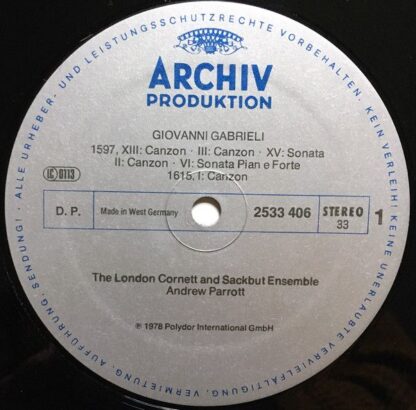 ALLE URHEBER- UND LEISTUNGSSCHUTZRECHTE VORBEHALTEN. KEIN VERLEIH! KEINE UNERLAUBTE VERVIELFÄLTIGUNG, VERMIETUNG, AUFFÜHRUNG, SENDUNG! ·
ARCHIV
PRODUKTION
GIOVANNI GABRIELI
1597, XIII: Canzon · III: Canzon · XV: Sonata
II: Canzon · VI: Sonata Pian e Forte
1615, I: Canzon
LC 0113
D. P. Made in West Germany 2533 406 STEREO 33 1
The London Cornett and Sackbut Ensemble
Andrew Parrott
℗ 1978 Polydor International GmbH